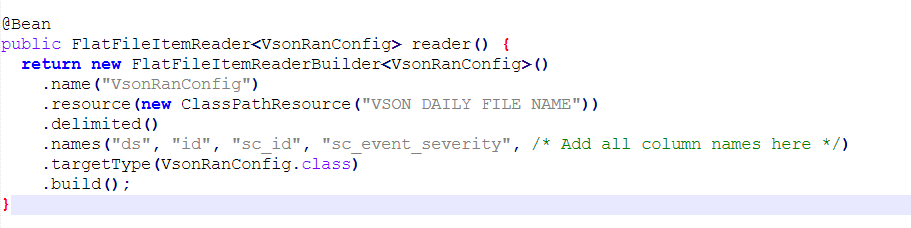 @Bean
public FlatFileItemReader<VsonRanConfig> reader() {
  return new FlatFileItemReaderBuilder<VsonRanConfig>()
    .name("VsonRanConfig")
    .resource(new ClassPathResource("VSON DAILY FILE NAME"))
    .delimited()
    .names("ds", "id", "sc_id", "sc_event_severity", /* Add all column names here */)
    .targetType(VsonRanConfig.class)
    .build();
}